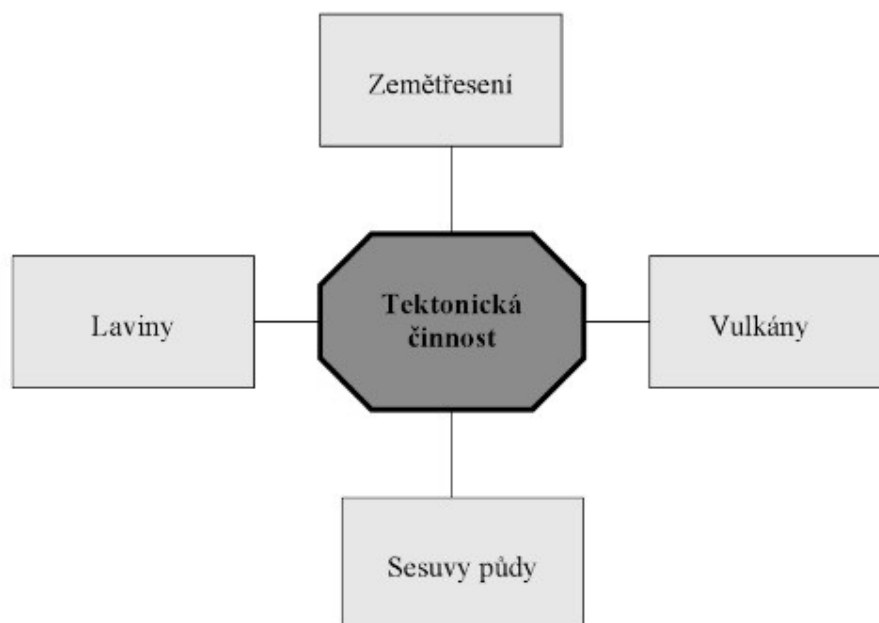 Zemětřesení
Laviny
Tektonická
činnost
Vulkány
Sesuvy půdy